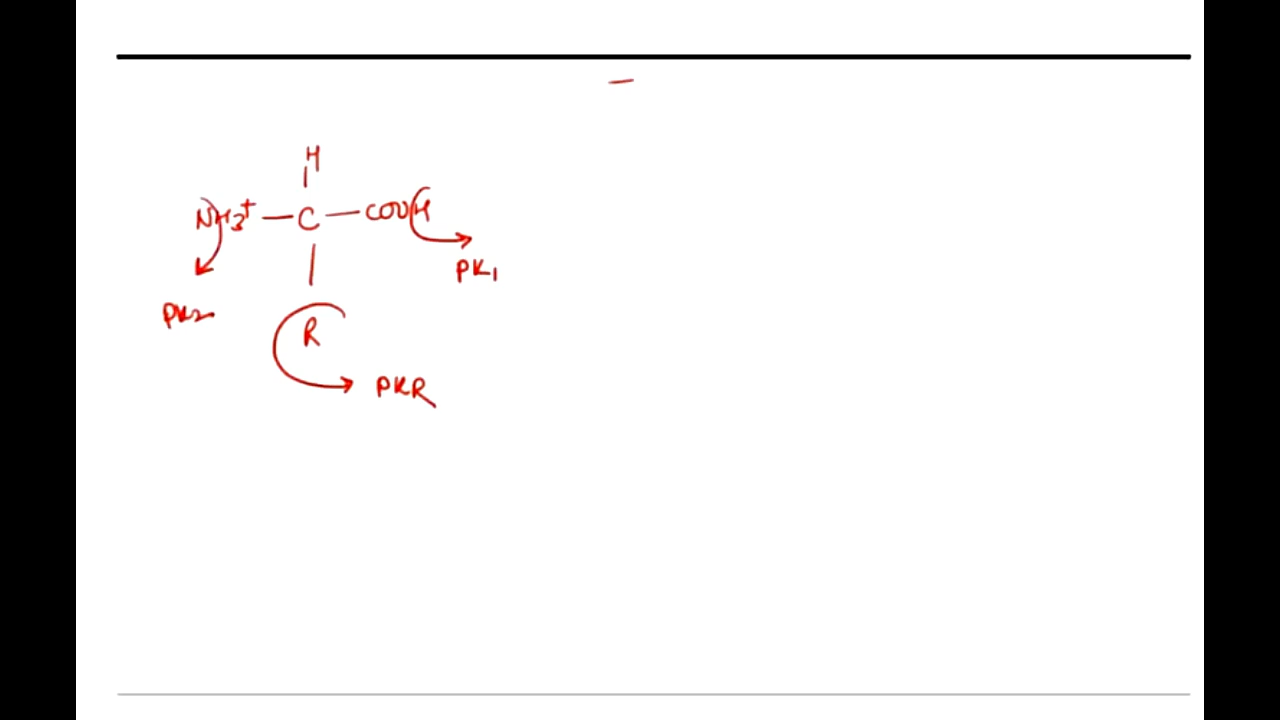 H
NH3+ — C — COOH
PK1
PK2
R
PKR